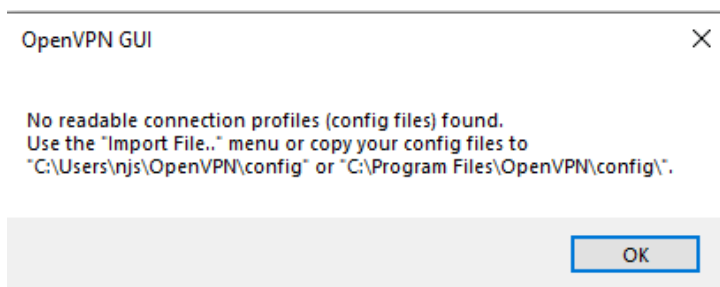 OpenVPN GUI
No readable connection profiles (config files) found.
Use the "Import File.." menu or copy your config files to
"C:\Users\njs\OpenVPN\config" or "C:\Program Files\OpenVPN\config\".
OK